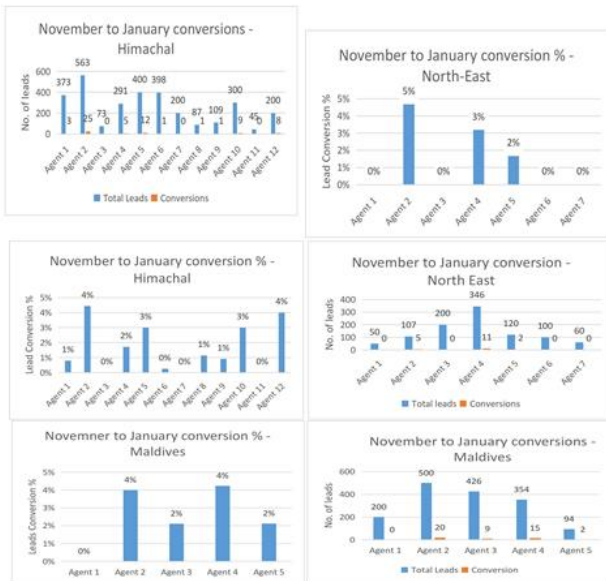 November to January conversions -
Himachal
No. of leads
600
400
200
0
373 563 73 291 400 398 200 87 109 300 45 200
3 25 0 5 12 1 0 1 1 9 0 8
Agent 1 Agent 2 Agent 3 Agent 4 Agent 5 Agent 6 Agent 7 Agent 8 Agent 9 Agent 10 Agent 11 Agent 12
Total Leads Conversions
November to January conversion % -
North-East
Lead Conversion %
5%
4%
3%
2%
1%
0%
0% 5% 0% 3% 2% 0% 0%
Agent 1 Agent 2 Agent 3 Agent 4 Agent 5 Agent 6 Agent 7
November to January conversion % -
Himachal
Lead Conversion %
5%
4%
3%
2%
1%
0%
1% 4% 0% 2% 3% 0% 0% 1% 1% 3% 0% 4%
Agent 1 Agent 2 Agent 3 Agent 4 Agent 5 Agent 6 Agent 7 Agent 8 Agent 9 Agent 10 Agent 11 Agent 12
November to January conversion -
North East
No. of leads
400
300
200
100
0
50 107 200 346 120 100 60
0 5 0 11 2 0 0
Agent 1 Agent 2 Agent 3 Agent 4 Agent 5 Agent 6 Agent 7
Total leads Conversions
Novemner to January conversion % -
Maldives
Leads Conversion %
5%
4%
3%
2%
1%
0%
0% 4% 2% 4% 2%
Agent 1 Agent 2 Agent 3 Agent 4 Agent 5
November to January conversions -
Maldives
No. of leads
600
400
200
0
200 500 426 354 94
0 20 9 15 2
Agent 1 Agent 2 Agent 3 Agent 4 Agent 5
Total Leads Conversion